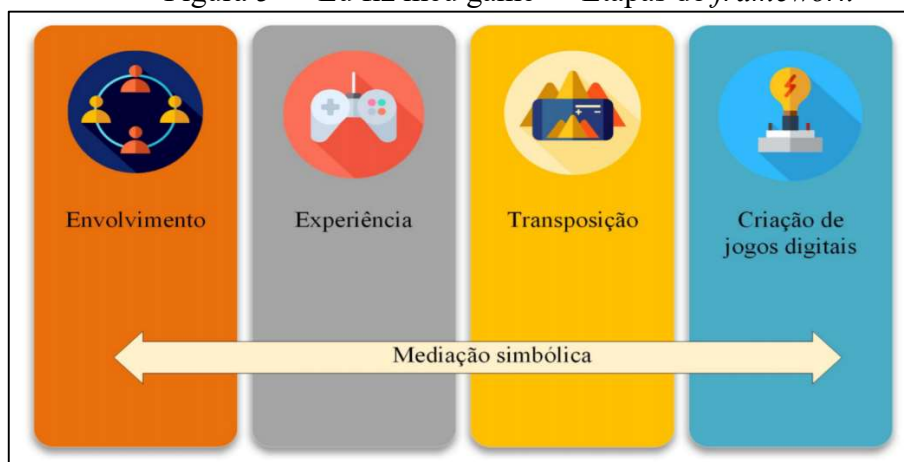 Envolvimento
Experiência
Transposição
Criação de
jogos digitais
Mediação simbólica